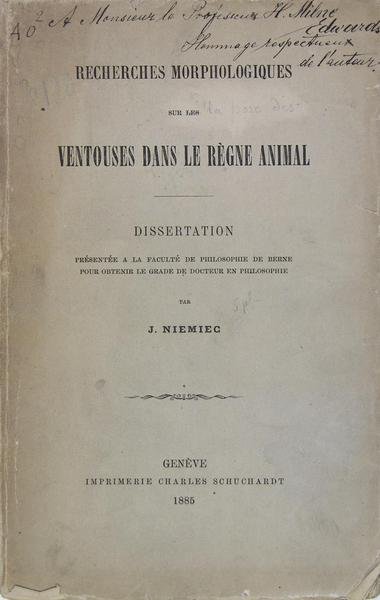 A Monsieur le Professeur H. Milne
Edwards
Hommage respectueux
de l'auteur
RECHERCHES MORPHOLOGIQUES
SUR LES
VENTOUSES DANS LE RÈGNE ANIMAL
DISSERTATION
PRÉSENTÉE A LA FACULTÉ DE PHILOSOPHIE DE BERNE
POUR OBTENIR LE GRADE DE DOCTEUR EN PHILOSOPHIE
PAR
J. NIEMIEC
GENÈVE
IMPRIMERIE CHARLES SCHUCHARDT
1885